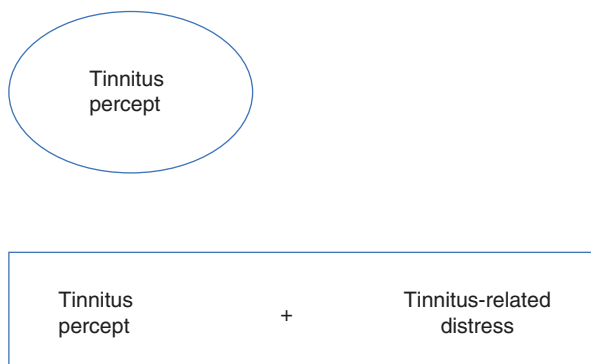 Tinnitus
percept
Tinnitus
percept
+
Tinnitus-related
distress